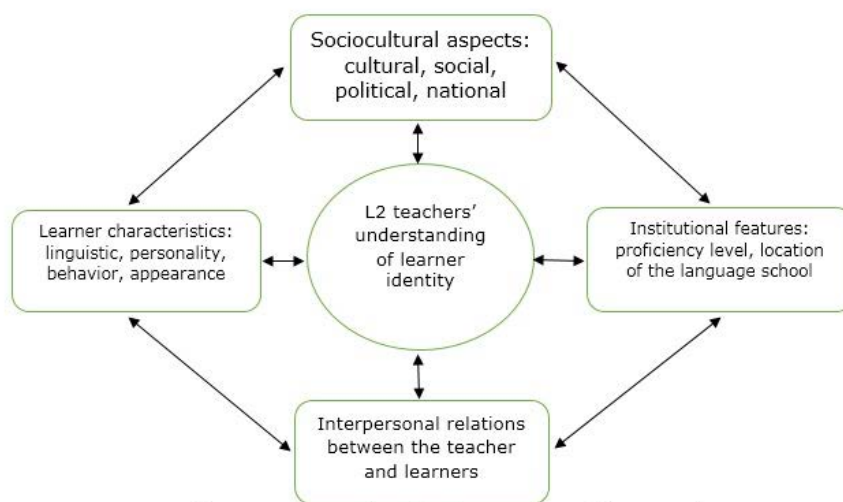 Sociocultural aspects:
cultural, social,
political, national
Learner characteristics:
linguistic, personality,
behavior, appearance
L2 teachers’
understanding
of learner
identity
Institutional features:
proficiency level, location
of the language school
Interpersonal relations
between the teacher
and learners